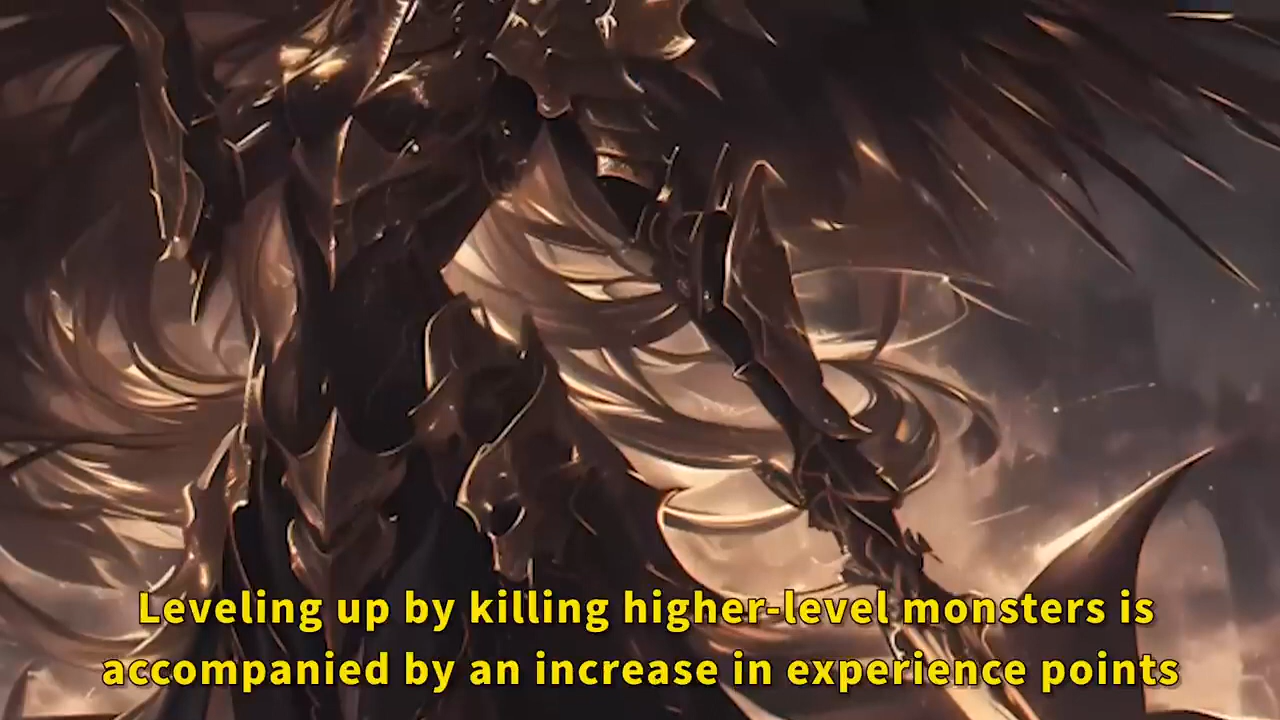 Leveling up by killing higher-level monsters is
accompanied by an increase in experience points